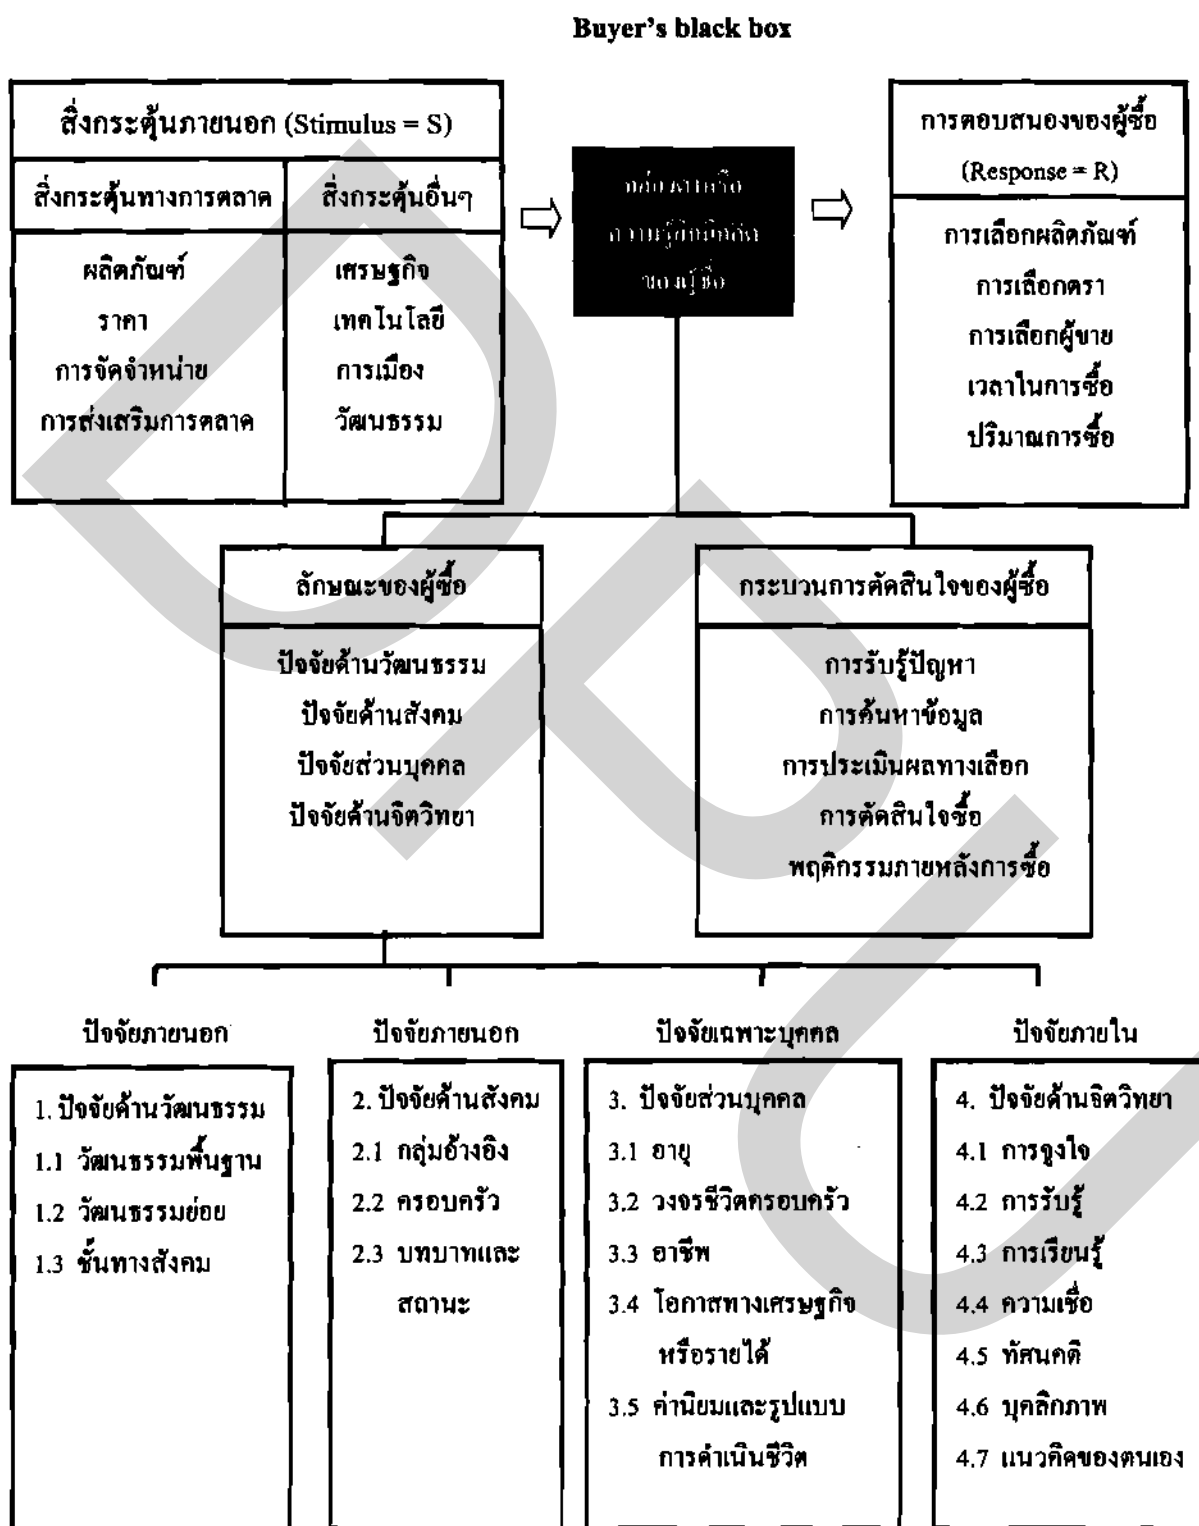 Buyer's black box
สิ่งกระตุ้นภายนอก (Stimulus = S)
สิ่งกระตุ้นทางการตลาด
สิ่งกระตุ้นอื่นๆ
ผลิตภัณฑ์
ราคา
การจัดจำหน่าย
การส่งเสริมการตลาด
เศรษฐกิจ
เทคโนโลยี
การเมือง
วัฒนธรรม
กล่องดำหรือ
ความรู้สึกนึกคิด
ของผู้ซื้อ
การตอบสนองของผู้ซื้อ
(Response = R)
การเลือกผลิตภัณฑ์
การเลือกตรา
การเลือกผู้ขาย
เวลาในการซื้อ
ปริมาณการซื้อ
ลักษณะของผู้ซื้อ
ปัจจัยด้านวัฒนธรรม
ปัจจัยด้านสังคม
ปัจจัยส่วนบุคคล
ปัจจัยด้านจิตวิทยา
กระบวนการตัดสินใจของผู้ซื้อ
การรับรู้ปัญหา
การค้นหาข้อมูล
การประเมินผลทางเลือก
การตัดสินใจซื้อ
พฤติกรรมภายหลังการซื้อ
ปัจจัยภายนอก
1. ปัจจัยด้านวัฒนธรรม
1.1 วัฒนธรรมพื้นฐาน
1.2 วัฒนธรรมย่อย
1.3 ชั้นทางสังคม
ปัจจัยภายนอก
2. ปัจจัยด้านสังคม
2.1 กลุ่มอ้างอิง
2.2 ครอบครัว
2.3 บทบาทและ
สถานะ
ปัจจัยเฉพาะบุคคล
3. ปัจจัยส่วนบุคคล
3.1 อายุ
3.2 วงจรชีวิตครอบครัว
3.3 อาชีพ
3.4 โอกาสทางเศรษฐกิจ
หรือรายได้
3.5 ค่านิยมและรูปแบบ
การดำเนินชีวิต
ปัจจัยภายใน
4. ปัจจัยด้านจิตวิทยา
4.1 การจูงใจ
4.2 การรับรู้
4.3 การเรียนรู้
4.4 ความเชื่อ
4.5 ทัศนคติ
4.6 บุคลิกภาพ
4.7 แนวคิดของตนเอง